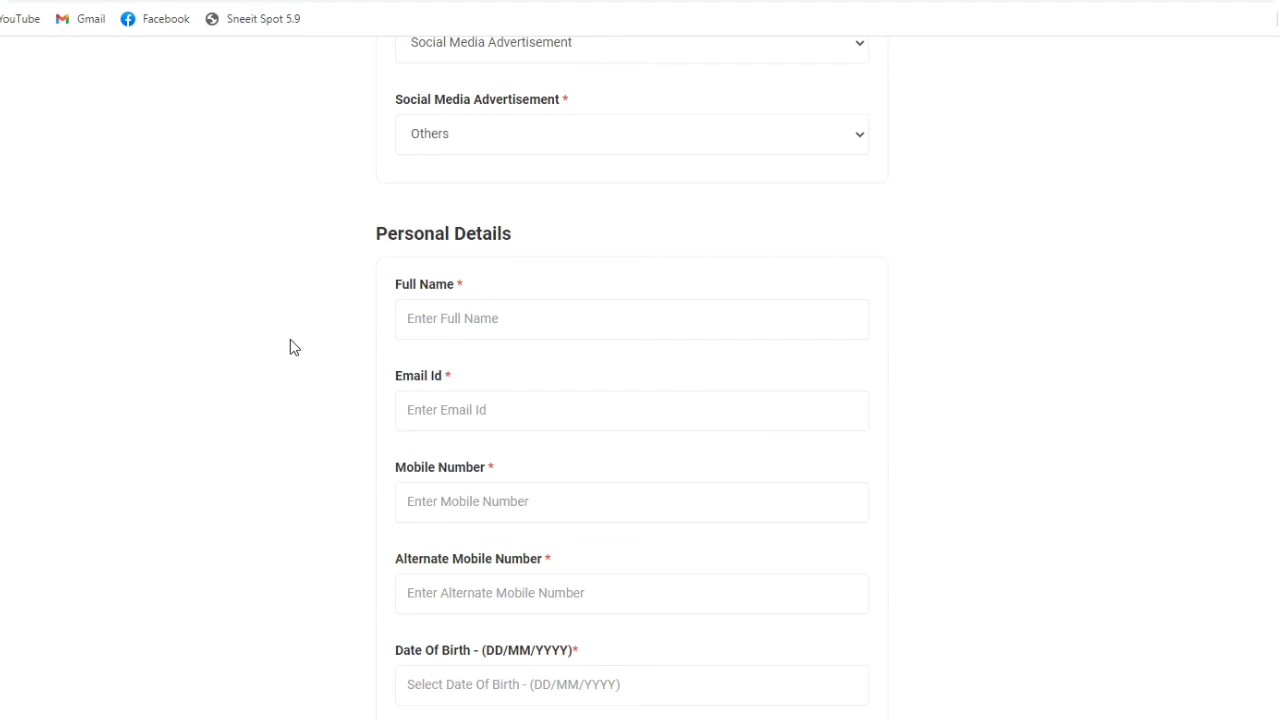 YouTube Gmail Facebook Sneeit Spot 5.9
Social Media Advertisement
Social Media Advertisement *
Others
Personal Details
Full Name *
Enter Full Name
Email Id *
Enter Email Id
Mobile Number *
Enter Mobile Number
Alternate Mobile Number *
Enter Alternate Mobile Number
Date Of Birth - (DD/MM/YYYY)*
Select Date Of Birth - (DD/MM/YYYY)